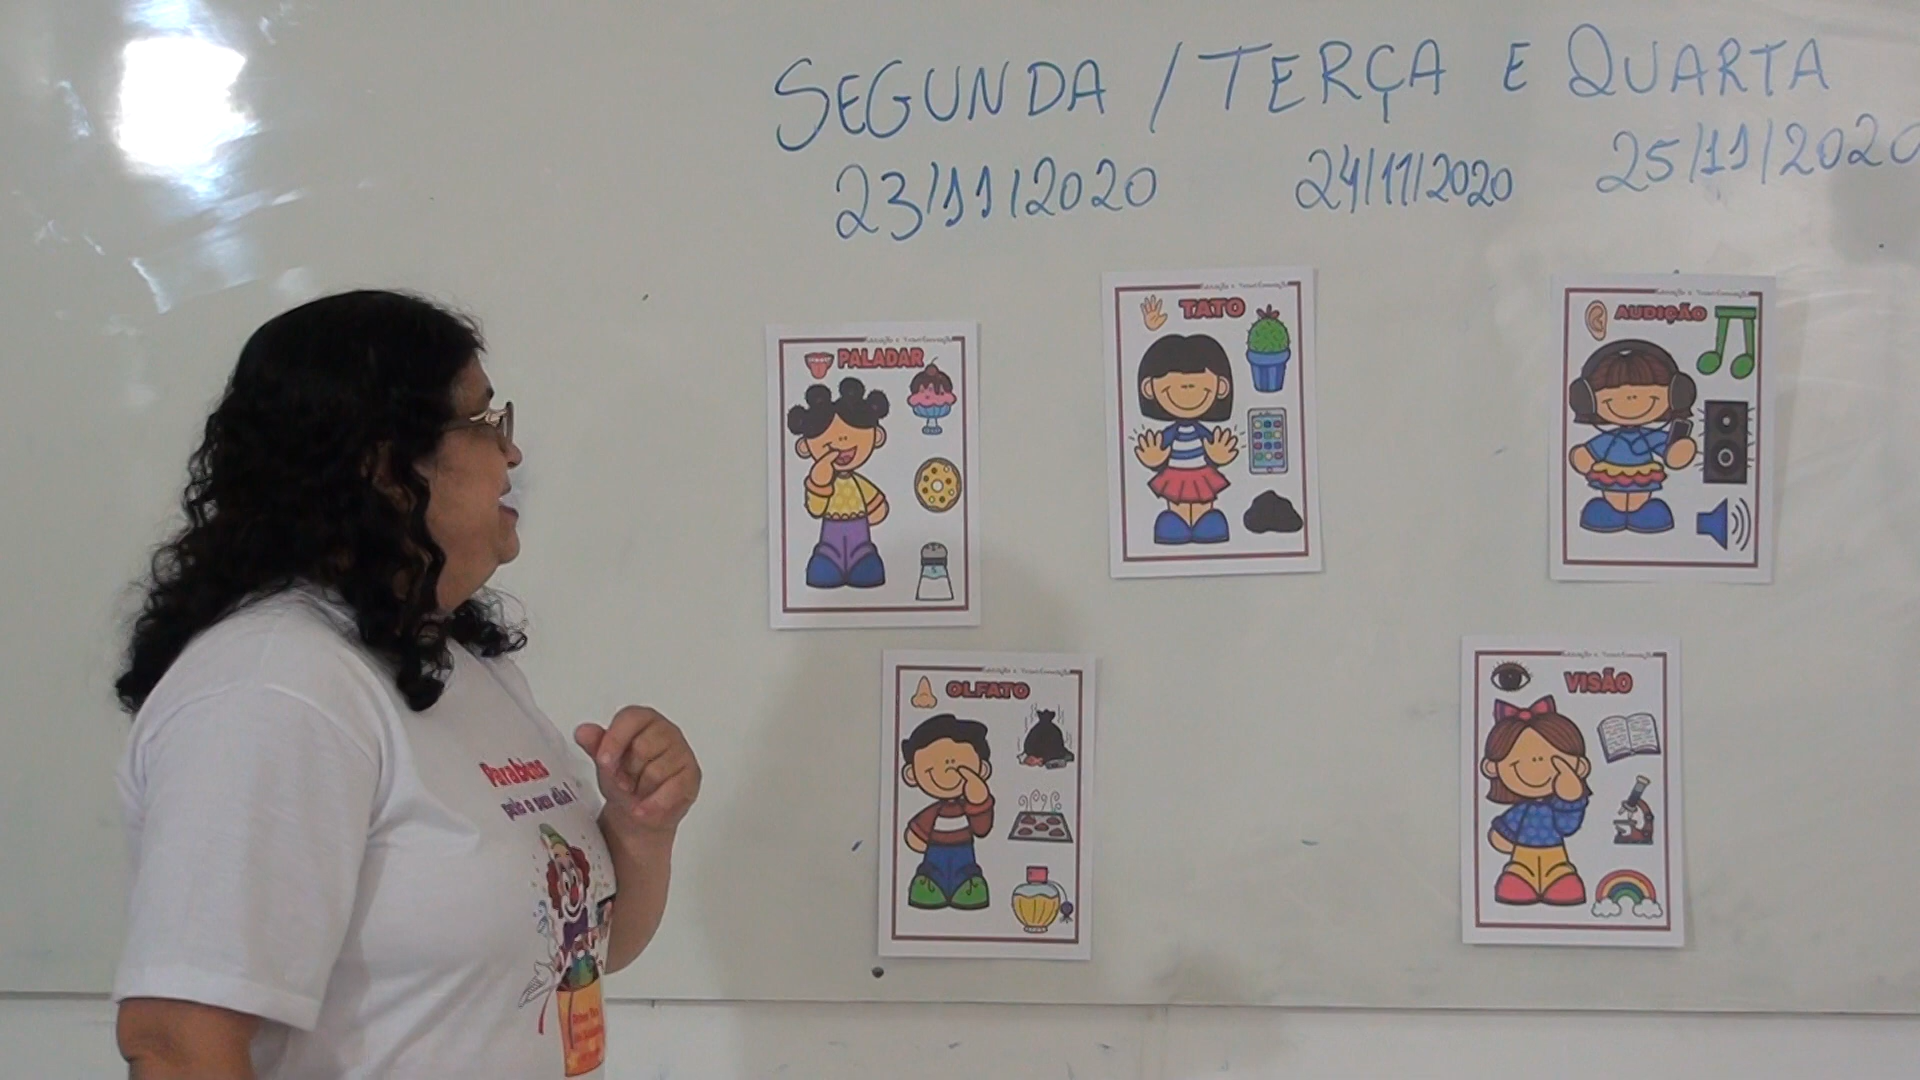 SEGUNDA / TERÇA E QUARTA
23/11/2020 24/11/2020 25/11/2020
PALADAR
TATO
AUDIÇÃO
OLFATO
VISÃO
Parabéns
pelo o seu dia!